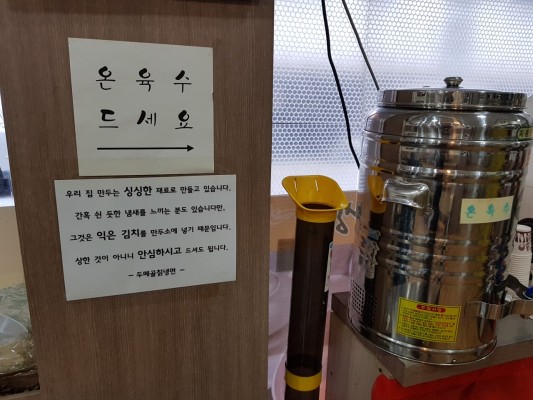 온 육 수
드 세 요
우리 집 만두는 싱싱한 재료로 만들고 있습니다.
간혹 쉰 듯한 냄새를 느끼는 분도 있습니다만,
그것은 익은 김치를 만두소에 넣기 때문입니다.
상한 것이 아니니 안심하시고 드셔도 됩니다.
- 두메골칡냉면 -
온 육 수